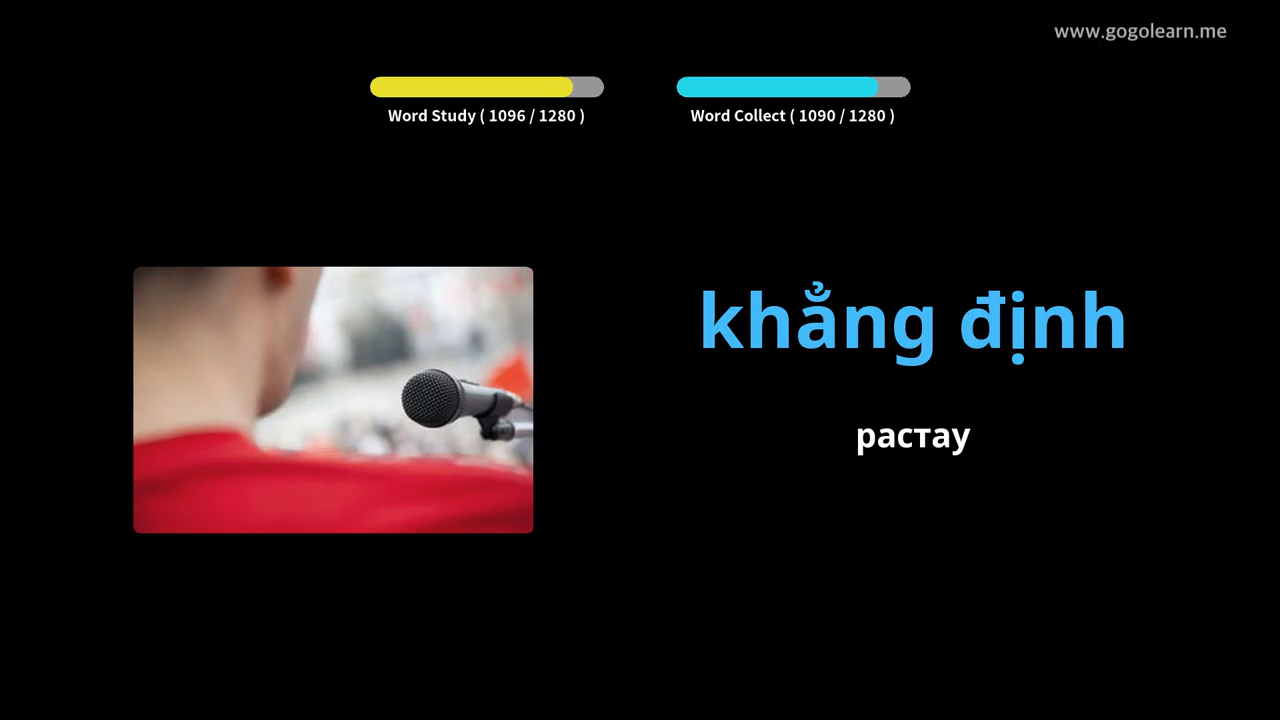 www.gogolearn.me
Word Study ( 1096 / 1280 )
Word Collect ( 1090 / 1280 )
khẳng định
растау